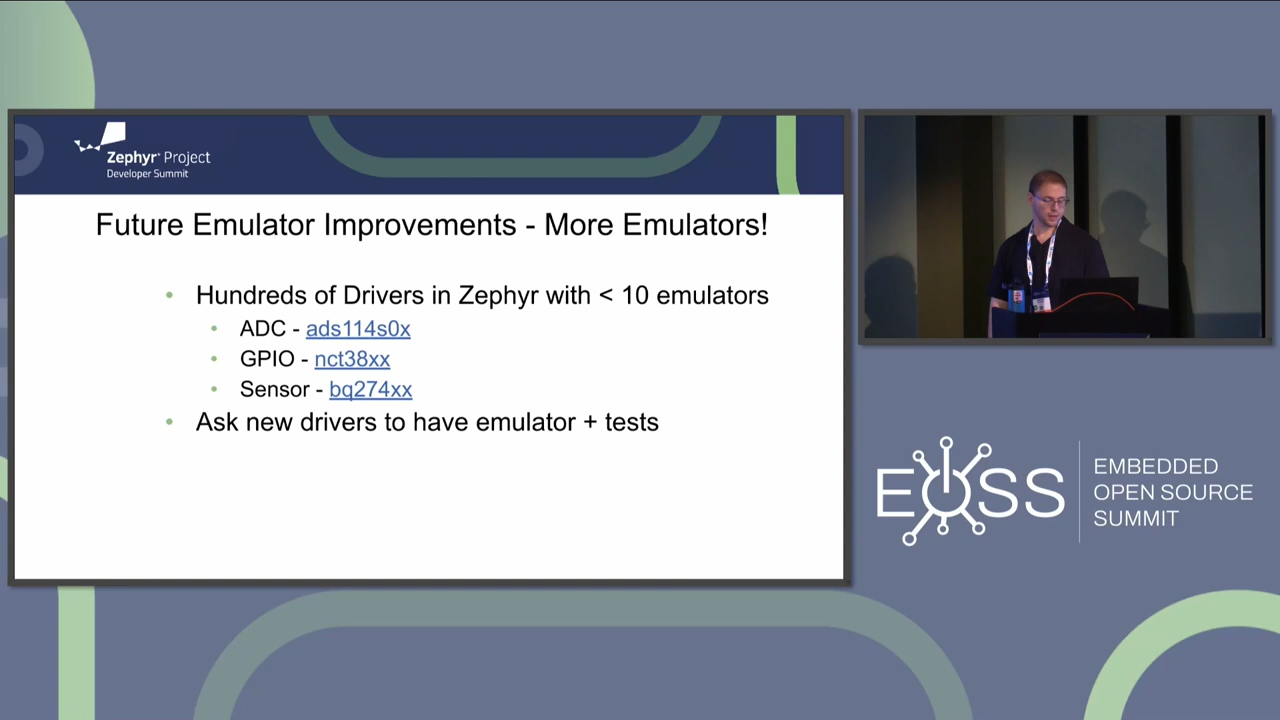 Zephyr® Project
Developer Summit
Future Emulator Improvements - More Emulators!
• Hundreds of Drivers in Zephyr with < 10 emulators
• ADC - ads114s0x
• GPIO - nct38xx
• Sensor - bq274xx
• Ask new drivers to have emulator + tests
EOSS
EMBEDDED
OPEN SOURCE
SUMMIT